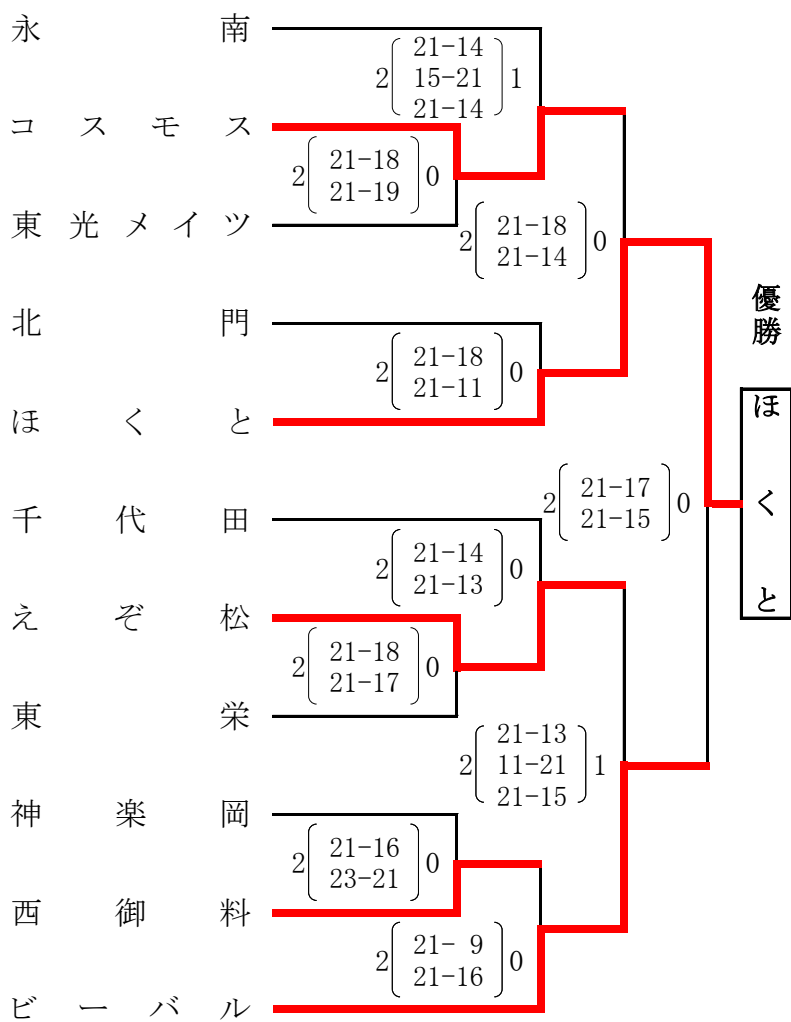 永南
2 21-14 1
15-21
21-14
コスモス
2 21-18 0
21-19
東光メイツ
2 21-18 0
21-14
北門
2 21-18 0
21-11
ほくと
優勝
ほくと
2 21-17 0
21-15
千代田
2 21-14 0
21-13
えぞ松
2 21-18 0
21-17
東栄
2 21-13 1
11-21
21-15
神楽岡
2 21-16 0
23-21
西御料
2 21- 9 0
21-16
ビーバル